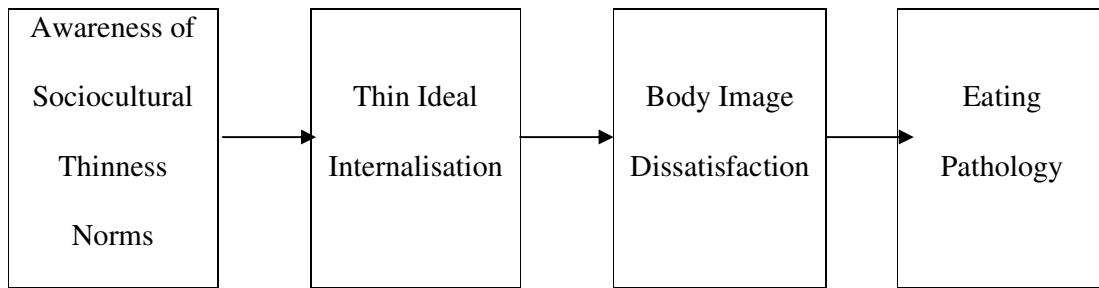 Awareness of
Sociocultural
Thinness
Norms
Thin Ideal
Internalisation
Body Image
Dissatisfaction
Eating
Pathology